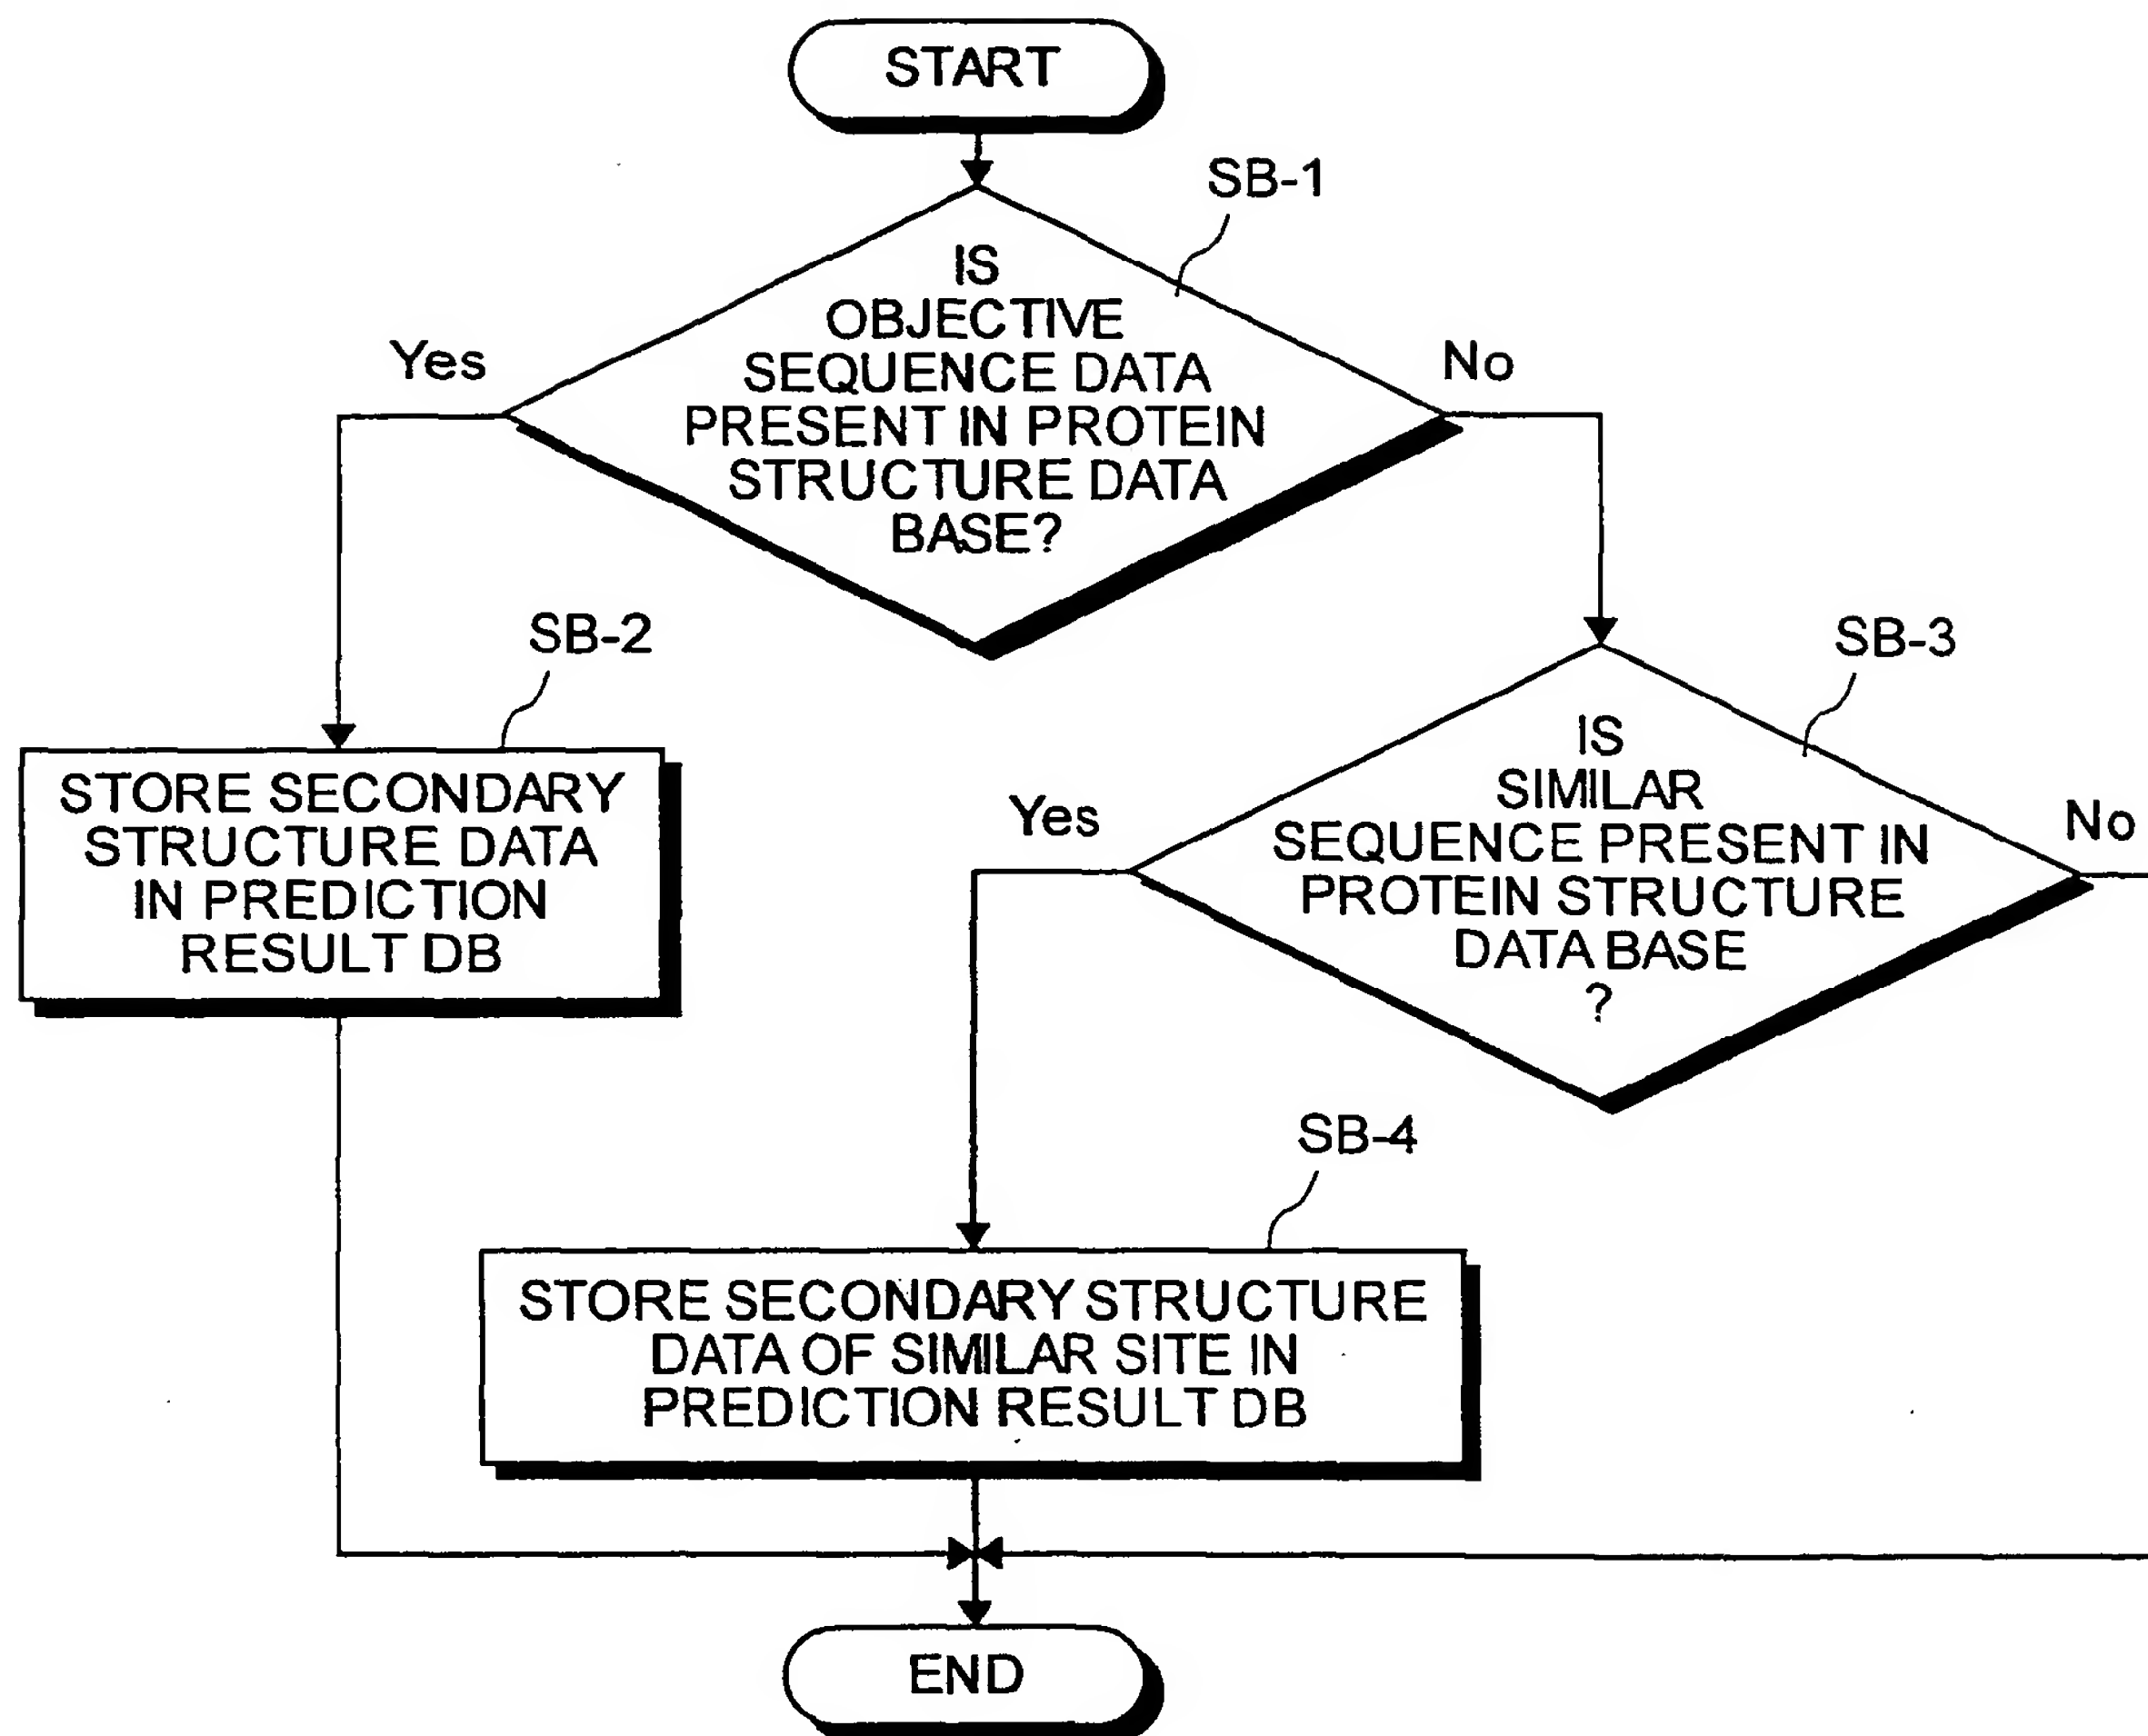 START
SB-1
IS
OBJECTIVE
SEQUENCE DATA
PRESENT IN PROTEIN
STRUCTURE DATA
BASE?
Yes
No
SB-2
STORE SECONDARY
STRUCTURE DATA
IN PREDICTION
RESULT DB
SB-3
IS
SIMILAR
SEQUENCE PRESENT IN
PROTEIN STRUCTURE
DATA BASE
?
Yes
No
SB-4
STORE SECONDARY STRUCTURE
DATA OF SIMILAR SITE IN
PREDICTION RESULT DB
END